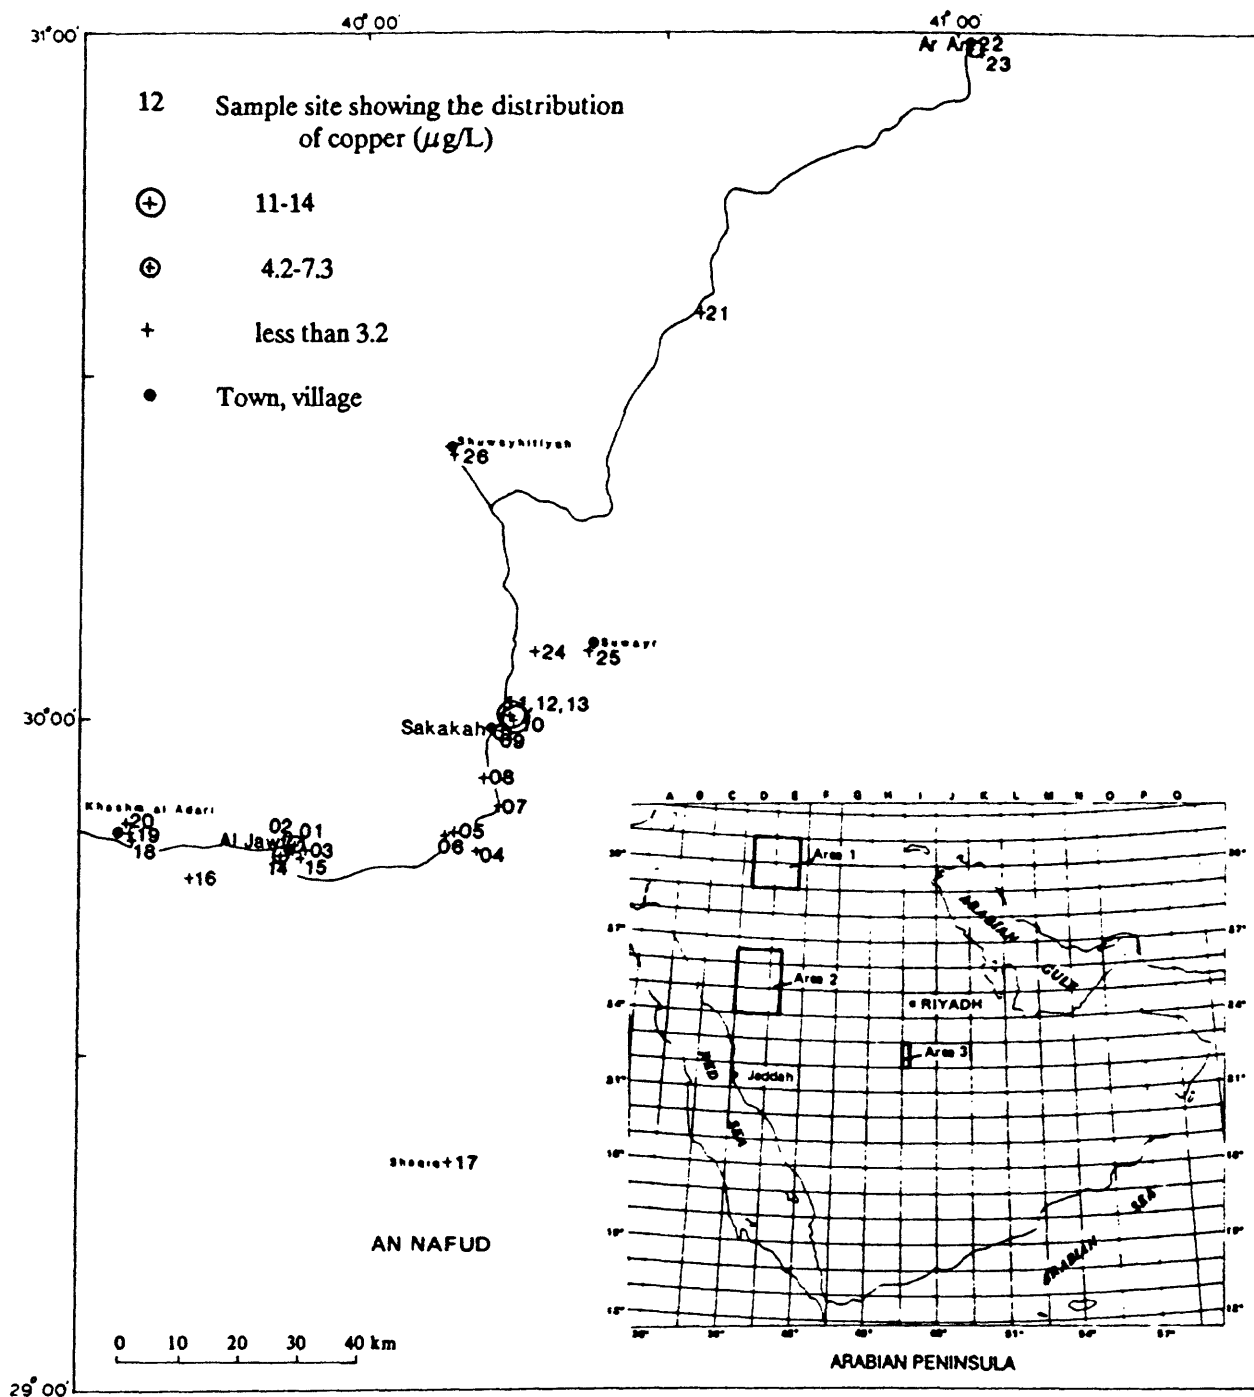 40°00'
41°00'
31°00'
22
23
12 Sample site showing the distribution
of copper (μg/L)
11-14
4.2-7.3
less than 3.2
Town, village
+21
Shuwayhitiyah
+26
+24
Suwayr
+25
11,12,13
10
30°00'
Sakakah
09
+08
+07
Khashm al Adari
+20
+19
18
02
01
Al Jawf
+03
14
+15
+05
06
+04
+16
A B C D E F G H I J K L M N O P Q
Area 1
ARABIAN
GULF
Area 2
RIYADH
Area 3
RED
Jeddah
SEA
ARABIAN
SEA
ARABIAN PENINSULA
+17
AN NAFUD
0 10 20 30 40 km
29°00'